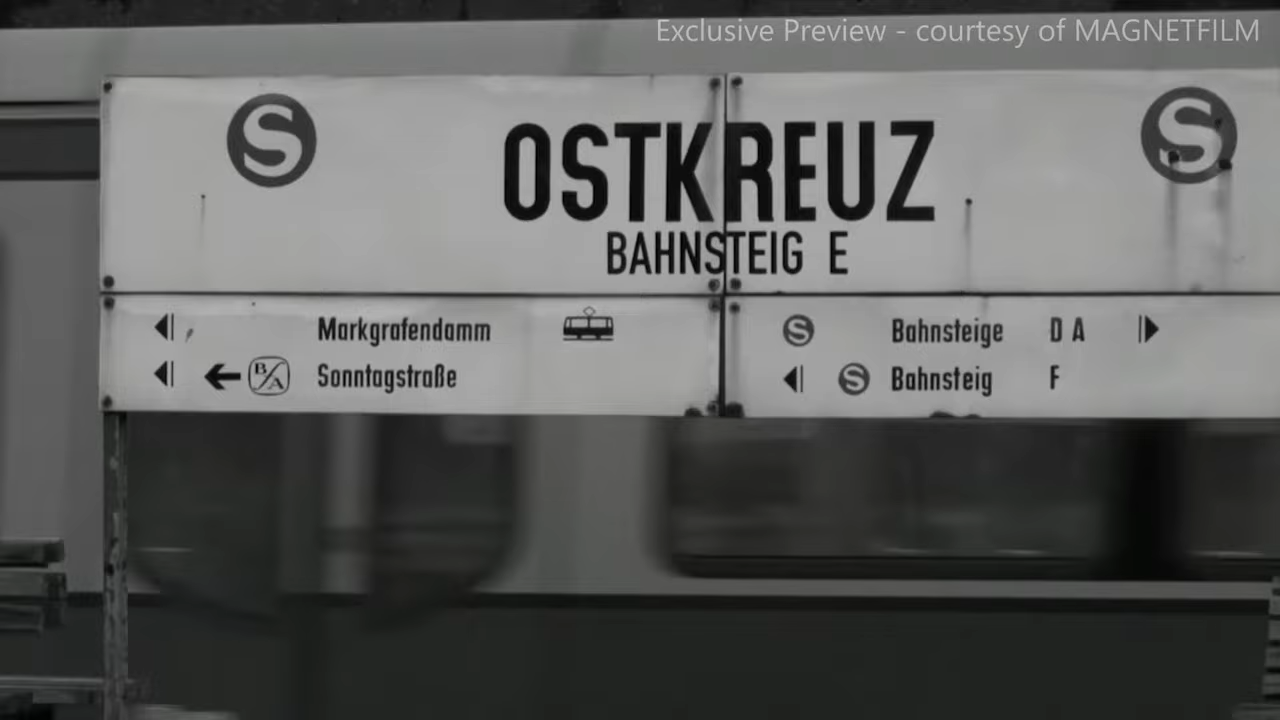 Exclusive Preview - courtesy of MAGNETFILM
S S
OSTKREUZ
BAHNSTEIG E
Markgrafendamm
B/A Sonntagstraße
S Bahnsteige D A
S Bahnsteig F